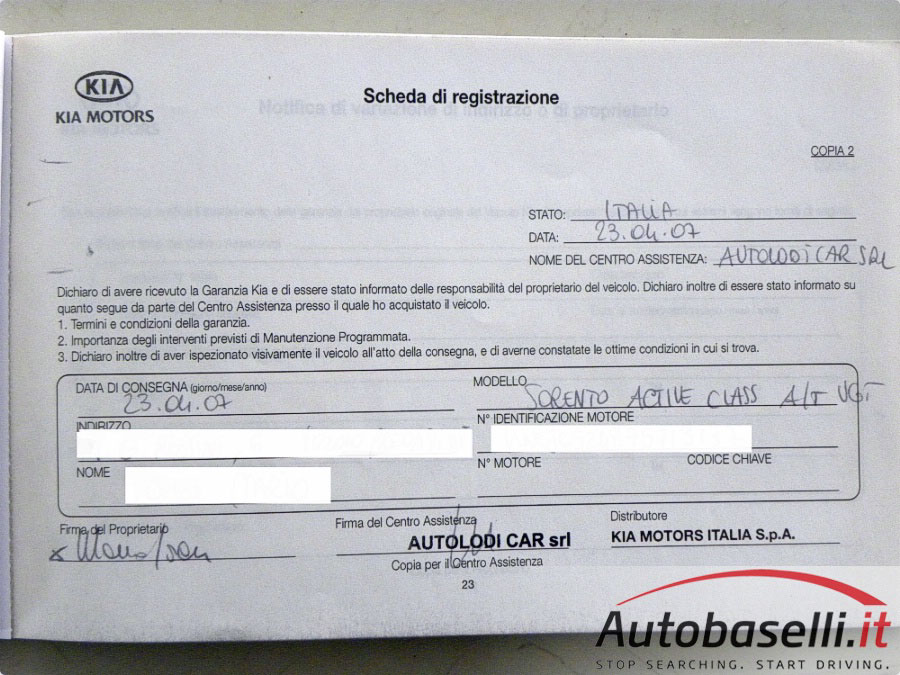 KIA
KIA MOTORS
Scheda di registrazione
Notifica di variazione di indirizzo o di proprietario
COPIA 2
STATO: ITALIA
DATA: 23.04.07
NOME DEL CENTRO ASSISTENZA: AUTOLODI CAR SRL
Dichiaro di avere ricevuto la Garanzia Kia e di essere stato informato delle responsabilità del proprietario del veicolo. Dichiaro inoltre di essere stato informato su
quanto segue da parte del Centro Assistenza presso il quale ho acquistato il veicolo.
1. Termini e condizioni della garanzia.
2. Importanza degli interventi previsti di Manutenzione Programmata.
3. Dichiaro inoltre di aver ispezionato visivamente il veicolo all'atto della consegna, e di averne constatate le ottime condizioni in cui si trova.
DATA DI CONSEGNA (giorno/mese/anno)
23.04.07
MODELLO SORENTO ACTIVE CLASS A/T VGT
INDIRIZZO
N° IDENTIFICAZIONE MOTORE
NOME
N° MOTORE CODICE CHIAVE
Firma del Proprietario
Firma del Centro Assistenza
AUTOLODI CAR srl
Distributore
KIA MOTORS ITALIA S.p.A.
Copia per il Centro Assistenza
23
Autobaselli.it
STOP SEARCHING. START DRIVING.